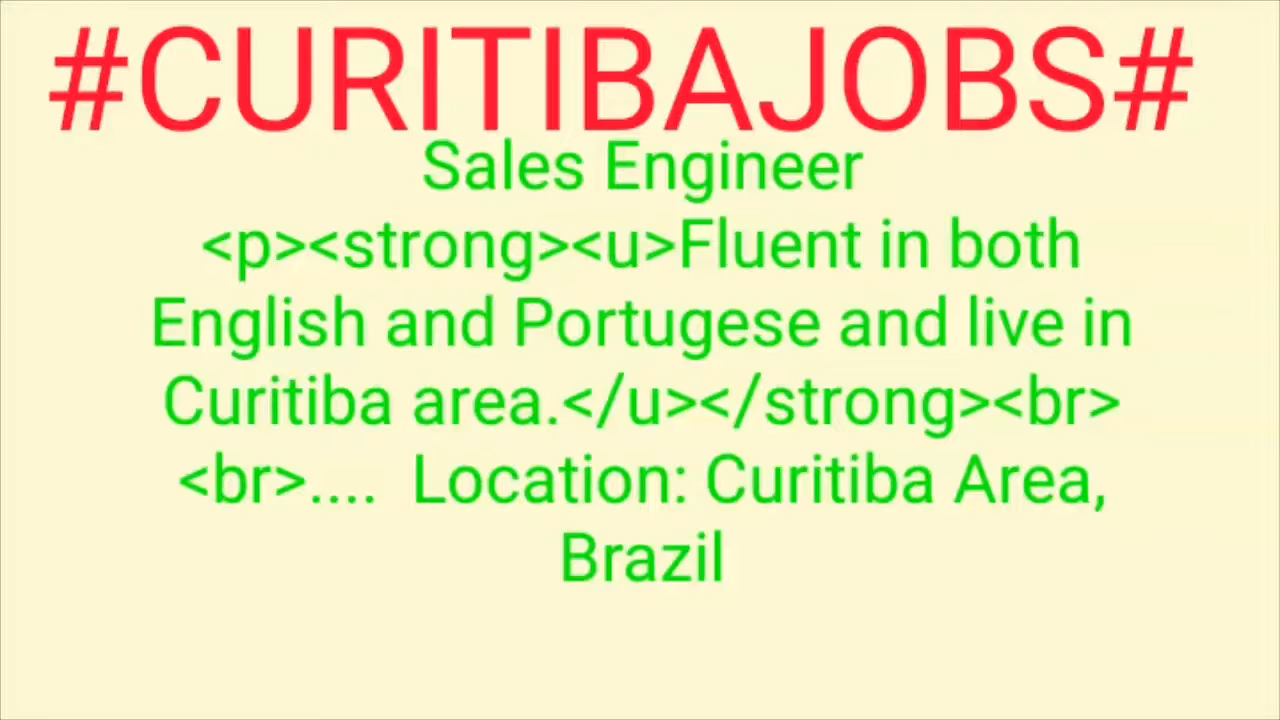 #CURITIBAJOBS#
Sales Engineer
<p><strong><u>Fluent in both
English and Portugese and live in
Curitiba area.</u></strong><br>
<br>....  Location: Curitiba Area,
Brazil